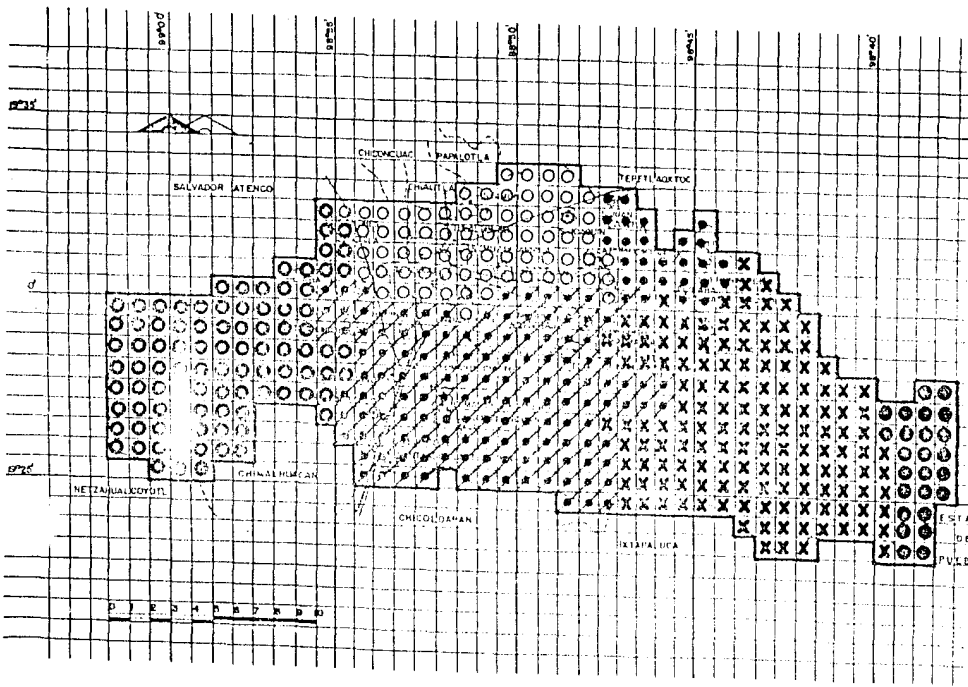 99°00'
98°55'
98°50'
98°45'
98°40'
19°35'
CHICONCUAC
PAPALOTLA
SALVADOR ATENCO
CHIAUTLA
TEPETLAOXTOC
19°25'
NETZAHUALCOYOTL
CHIMALHUACAN
CHICOLOAPAN
IXTAPALUCA
ESTA
DE
0 1 2 3 4 5 6 7 8 9 10